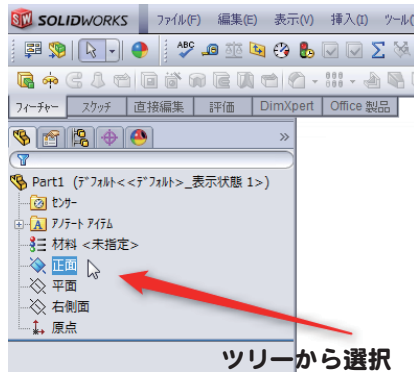 SW SOLIDWORKS ファイル(F) 編集(E) 表示(V) 挿入(I) ツール(
ABC
フィーチャー スケッチ 直接編集 評価 DimXpert Office 製品
Part1 (デフォルト<<デフォルト>_表示状態 1>)
センサー
A アノテート アイテム
材料 <未指定>
正面
平面
右側面
原点
ツリーから選択